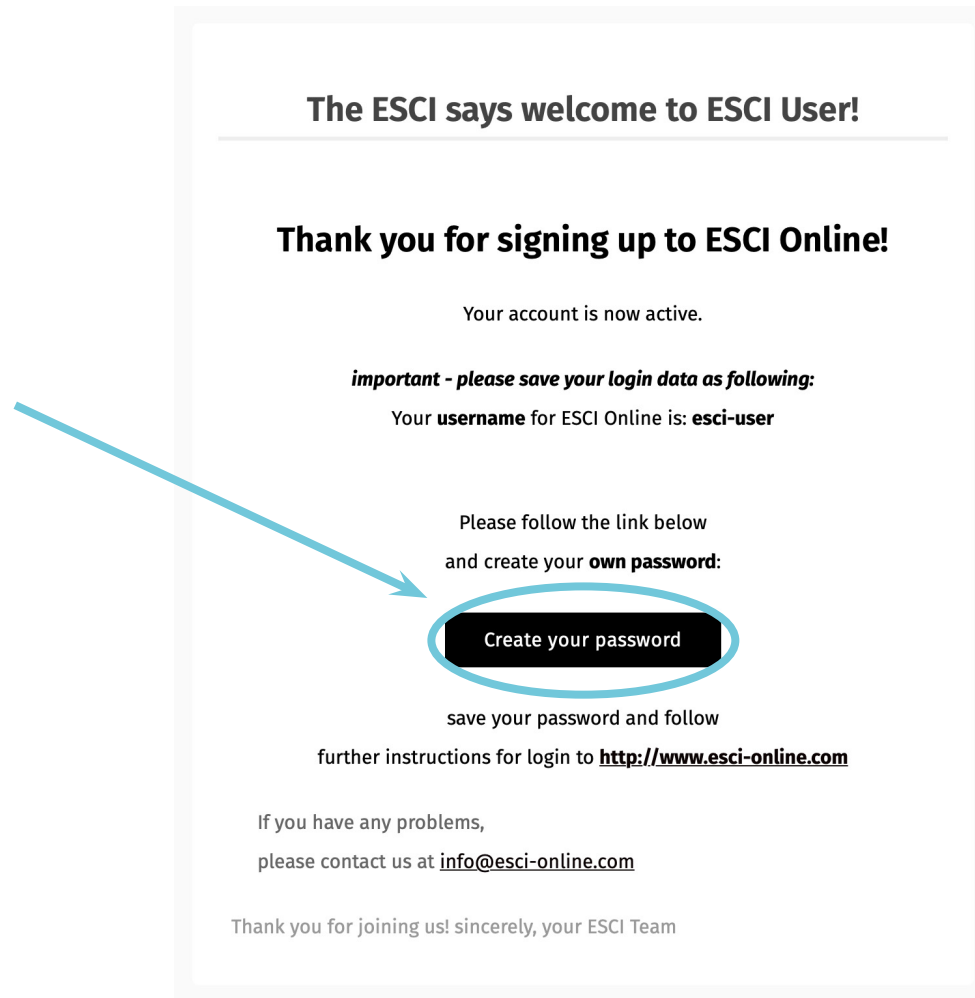 The ESCI says welcome to ESCI User!
Thank you for signing up to ESCI Online!
Your account is now active.
important - please save your login data as following:
Your username for ESCI Online is: esci-user
Please follow the link below
and create your own password:
Create your password
save your password and follow
further instructions for login to http://www.esci-online.com
If you have any problems,
please contact us at info@esci-online.com
Thank you for joining us! sincerely, your ESCI Team